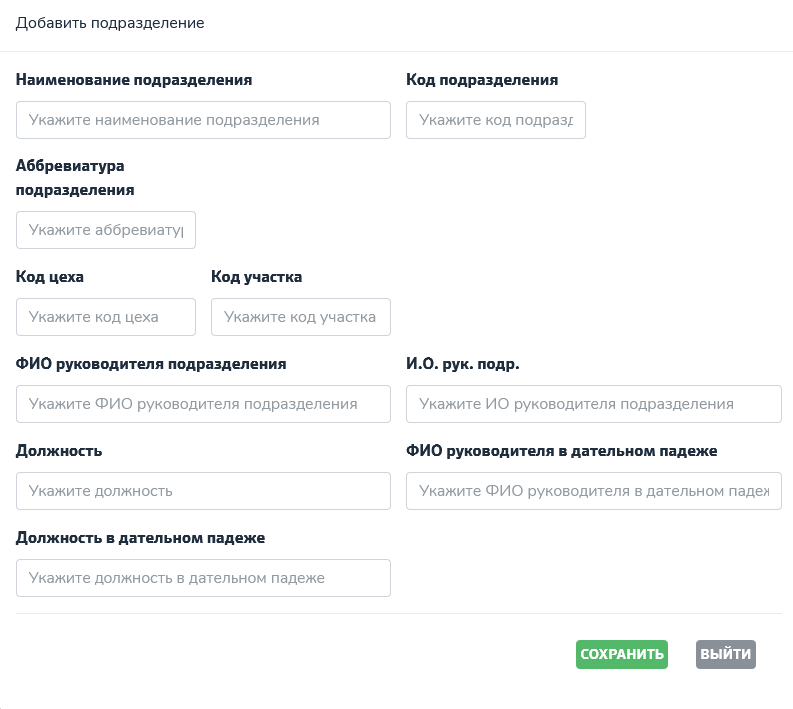 Добавить подразделение
Наименование подразделения Код подразделения
Укажите наименование подразделения Укажите код подразд
Аббревиатура
подразделения
Укажите аббревиатур
Код цеха Код участка
Укажите код цеха Укажите код участка
ФИО руководителя подразделения И.О. рук. подр.
Укажите ФИО руководителя подразделения Укажите ИО руководителя подразделения
Должность ФИО руководителя в дательном падеже
Укажите должность Укажите ФИО руководителя в дательном падеж
Должность в дательном падеже
Укажите должность в дательном падеже
СОХРАНИТЬ ВЫЙТИ